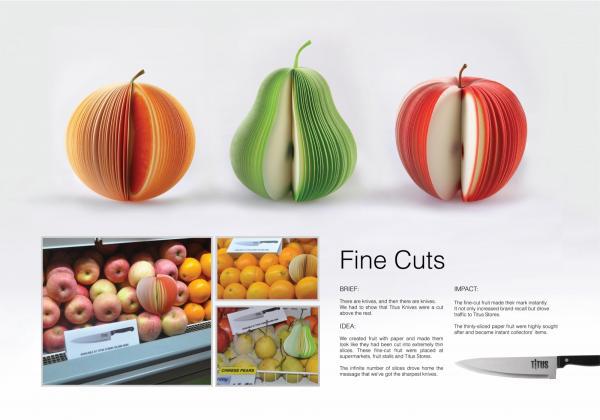 Fine Cuts
BRIEF:
There are knives, and then there are knives.
We had to show that Titus Knives were a cut
above the rest.
IDEA:
We created fruit with paper and made them
look like they had been cut into extremely thin
slices. These fine-cut fruit were placed at
supermarkets, fruit stalls and Titus Stores.
The infinite number of slices drove home the
message that we've got the sharpest knives.
IMPACT:
The fine-cut fruit made their mark instantly.
It not only increased brand recall but drove
traffic to Titus Stores.
The thinly-sliced paper fruit were highly sought
after and became instant collectors' items.
TITUS
CHINESE PEARS